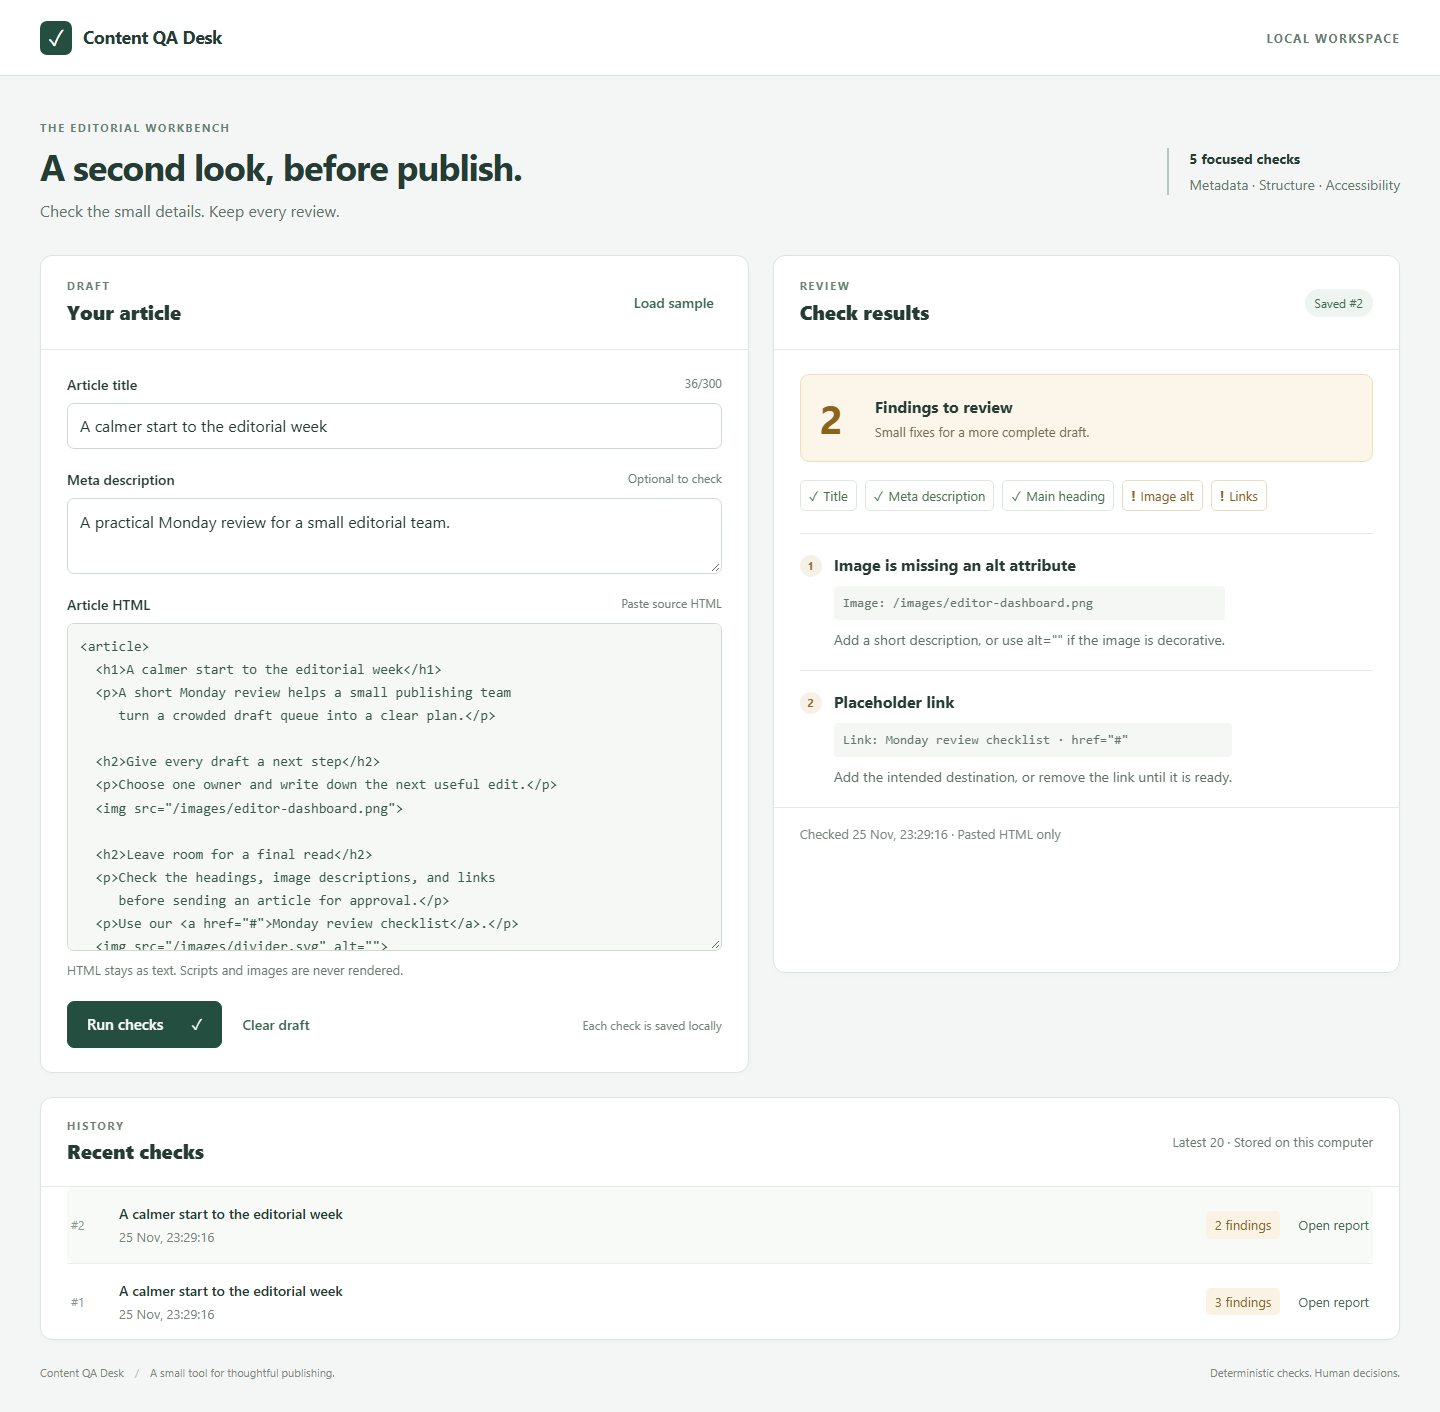 ✓ Content QA Desk
LOCAL WORKSPACE
THE EDITORIAL WORKBENCH
A second look, before publish.
Check the small details. Keep every review.
5 focused checks
Metadata · Structure · Accessibility
DRAFT
Your article
Load sample
Article title
36/300
A calmer start to the editorial week
Meta description
Optional to check
A practical Monday review for a small editorial team.
Article HTML
Paste source HTML
<article>
  <h1>A calmer start to the editorial week</h1>
  <p>A short Monday review helps a small publishing team
     turn a crowded draft queue into a clear plan.</p>

  <h2>Give every draft a next step</h2>
  <p>Choose one owner and write down the next useful edit.</p>
  <img src="/images/editor-dashboard.png">

  <h2>Leave room for a final read</h2>
  <p>Check the headings, image descriptions, and links
     before sending an article for approval.</p>
  <p>Use our <a href="#">Monday review checklist</a>.</p>
  <img src="/images/divider.svg" alt="">
HTML stays as text. Scripts and images are never rendered.
Run checks ✓
Clear draft
Each check is saved locally
REVIEW
Check results
Saved #2
2
Findings to review
Small fixes for a more complete draft.
✓ Title
✓ Meta description
✓ Main heading
! Image alt
! Links
1
Image is missing an alt attribute
Image: /images/editor-dashboard.png
Add a short description, or use alt="" if the image is decorative.
2
Placeholder link
Link: Monday review checklist · href="#"
Add the intended destination, or remove the link until it is ready.
Checked 25 Nov, 23:29:16 · Pasted HTML only
HISTORY
Recent checks
Latest 20 · Stored on this computer
#2
A calmer start to the editorial week
25 Nov, 23:29:16
2 findings
Open report
#1
A calmer start to the editorial week
25 Nov, 23:29:16
3 findings
Open report
Content QA Desk / A small tool for thoughtful publishing.
Deterministic checks. Human decisions.